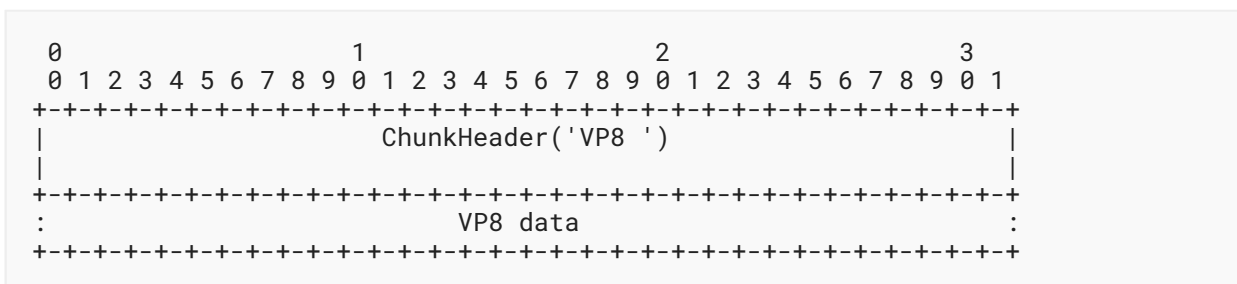 0                   1                   2                   3
 0 1 2 3 4 5 6 7 8 9 0 1 2 3 4 5 6 7 8 9 0 1 2 3 4 5 6 7 8 9 0 1
+-+-+-+-+-+-+-+-+-+-+-+-+-+-+-+-+-+-+-+-+-+-+-+-+-+-+-+-+-+-+-+-+
|                      ChunkHeader('VP8 ')                      |
|                                                               |
+-+-+-+-+-+-+-+-+-+-+-+-+-+-+-+-+-+-+-+-+-+-+-+-+-+-+-+-+-+-+-+-+
:                           VP8 data                            :
+-+-+-+-+-+-+-+-+-+-+-+-+-+-+-+-+-+-+-+-+-+-+-+-+-+-+-+-+-+-+-+-+